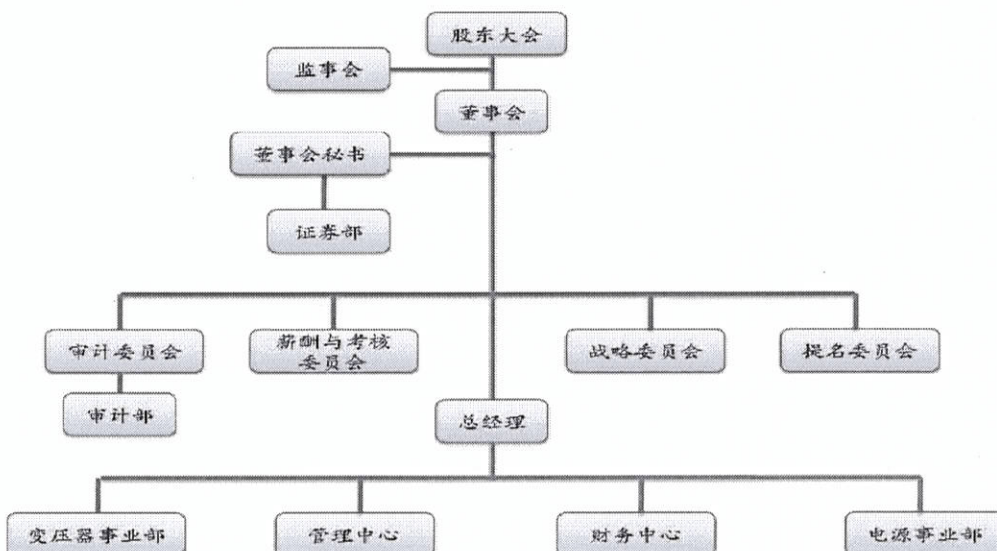 股东大会
监事会
董事会
董事会秘书
证券部
审计委员会
薪酬与考核
委员会
战略委员会
提名委员会
审计部
总经理
变压器事业部
管理中心
财务中心
电源事业部